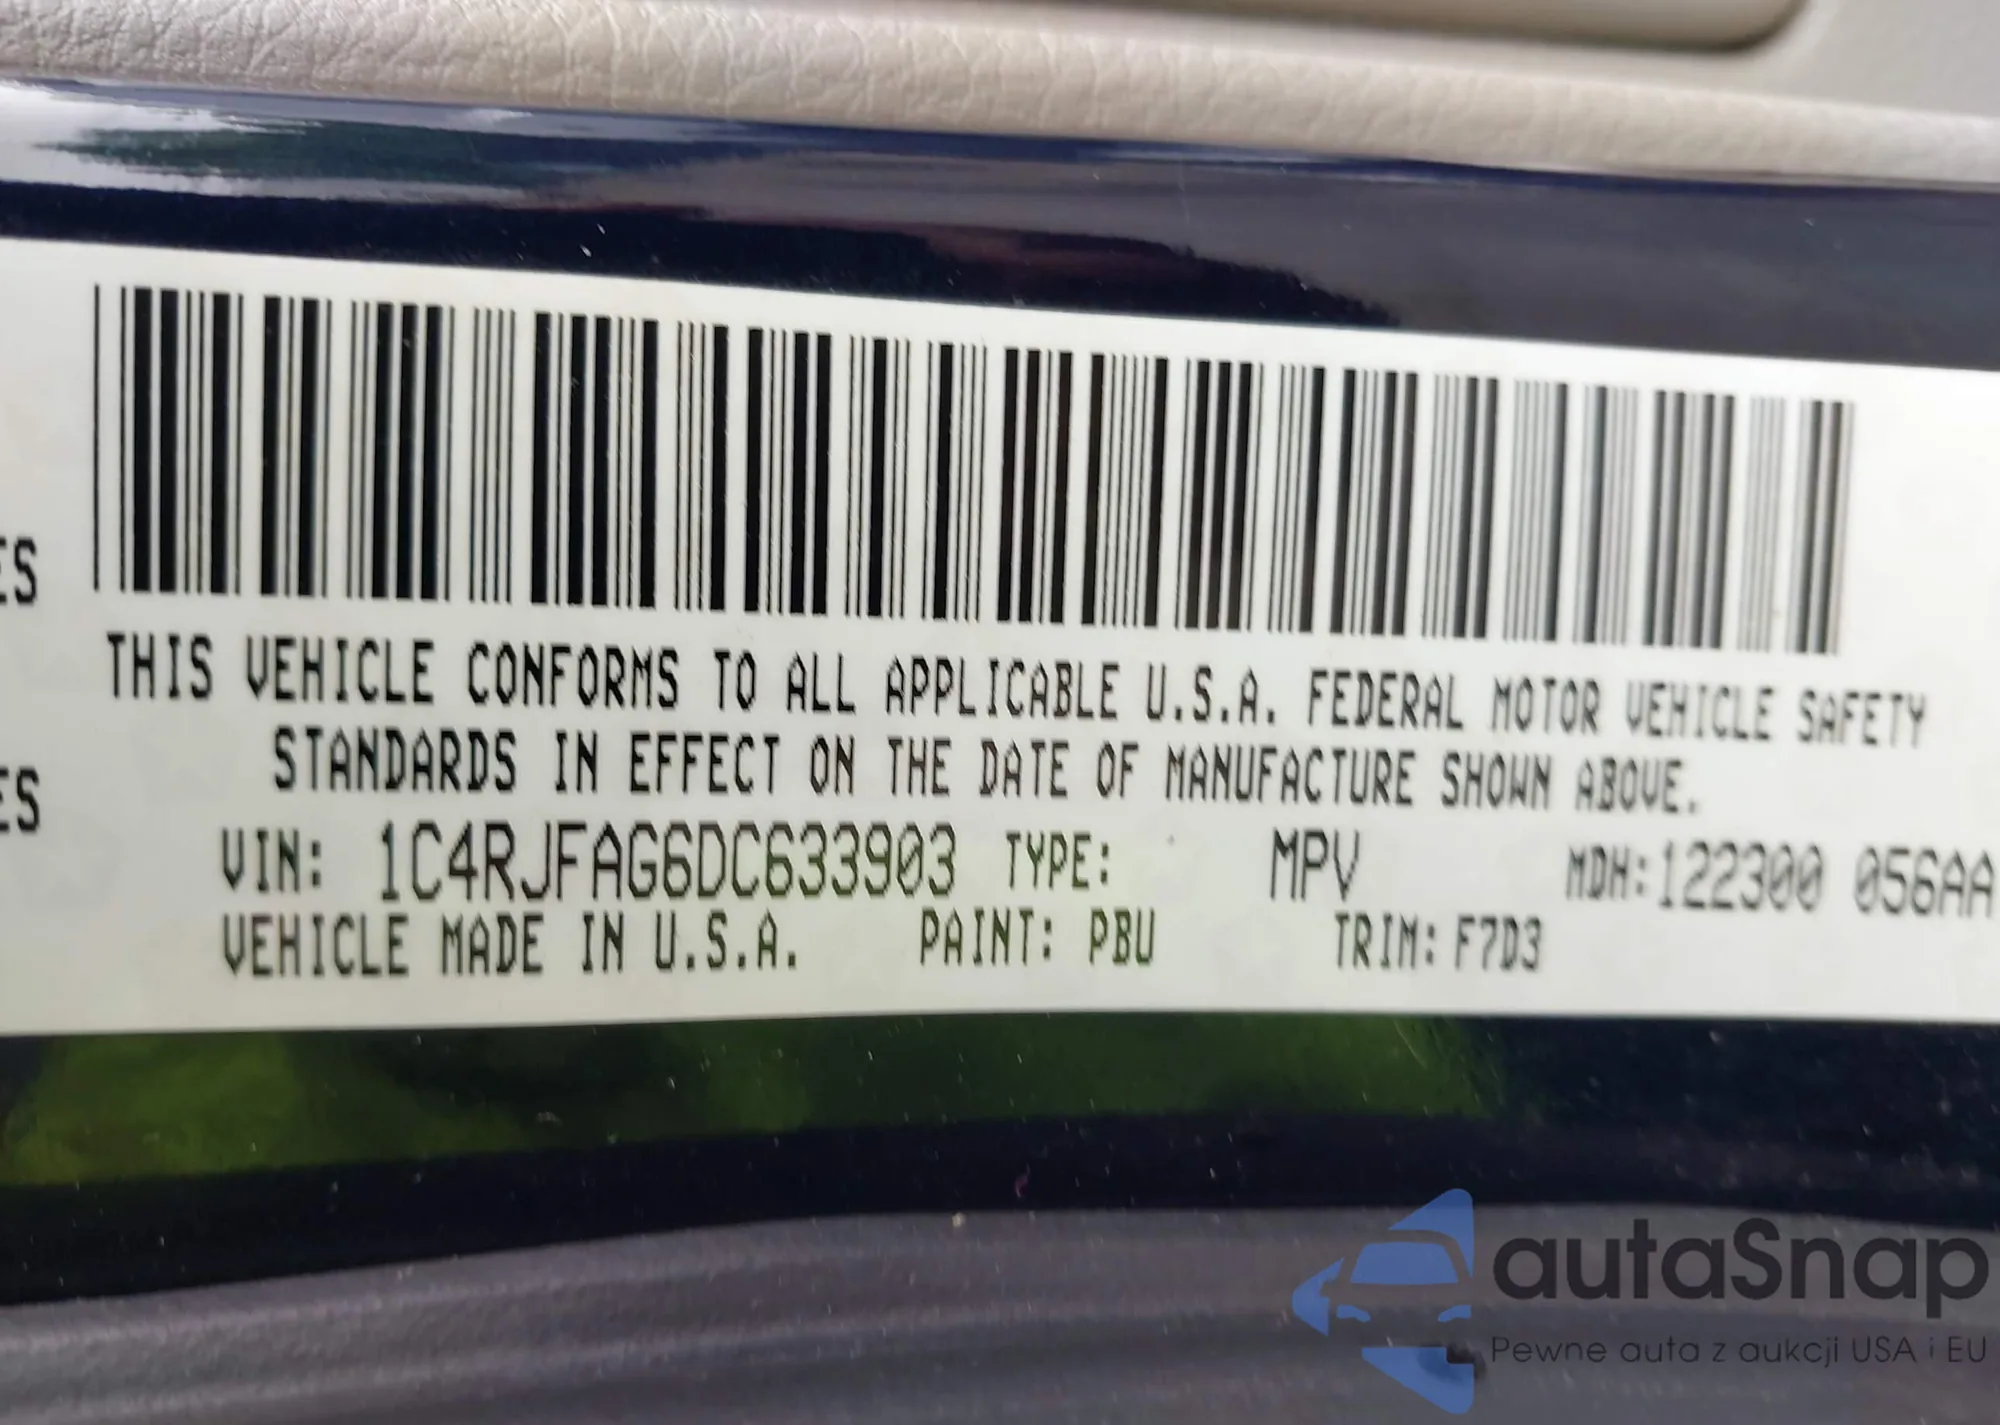 ES
THIS VEHICLE CONFORMS TO ALL APPLICABLE U.S.A. FEDERAL MOTOR VEHICLE SAFETY
STANDARDS IN EFFECT ON THE DATE OF MANUFACTURE SHOWN ABOVE.
ES
VIN: 1C4RJFAG6DC633903 TYPE: MPV MDH:122300 056AA
VEHICLE MADE IN U.S.A. PAINT: PBU TRIM: F7D3
autaSnap
Pewne auta z aukcji USA i EU